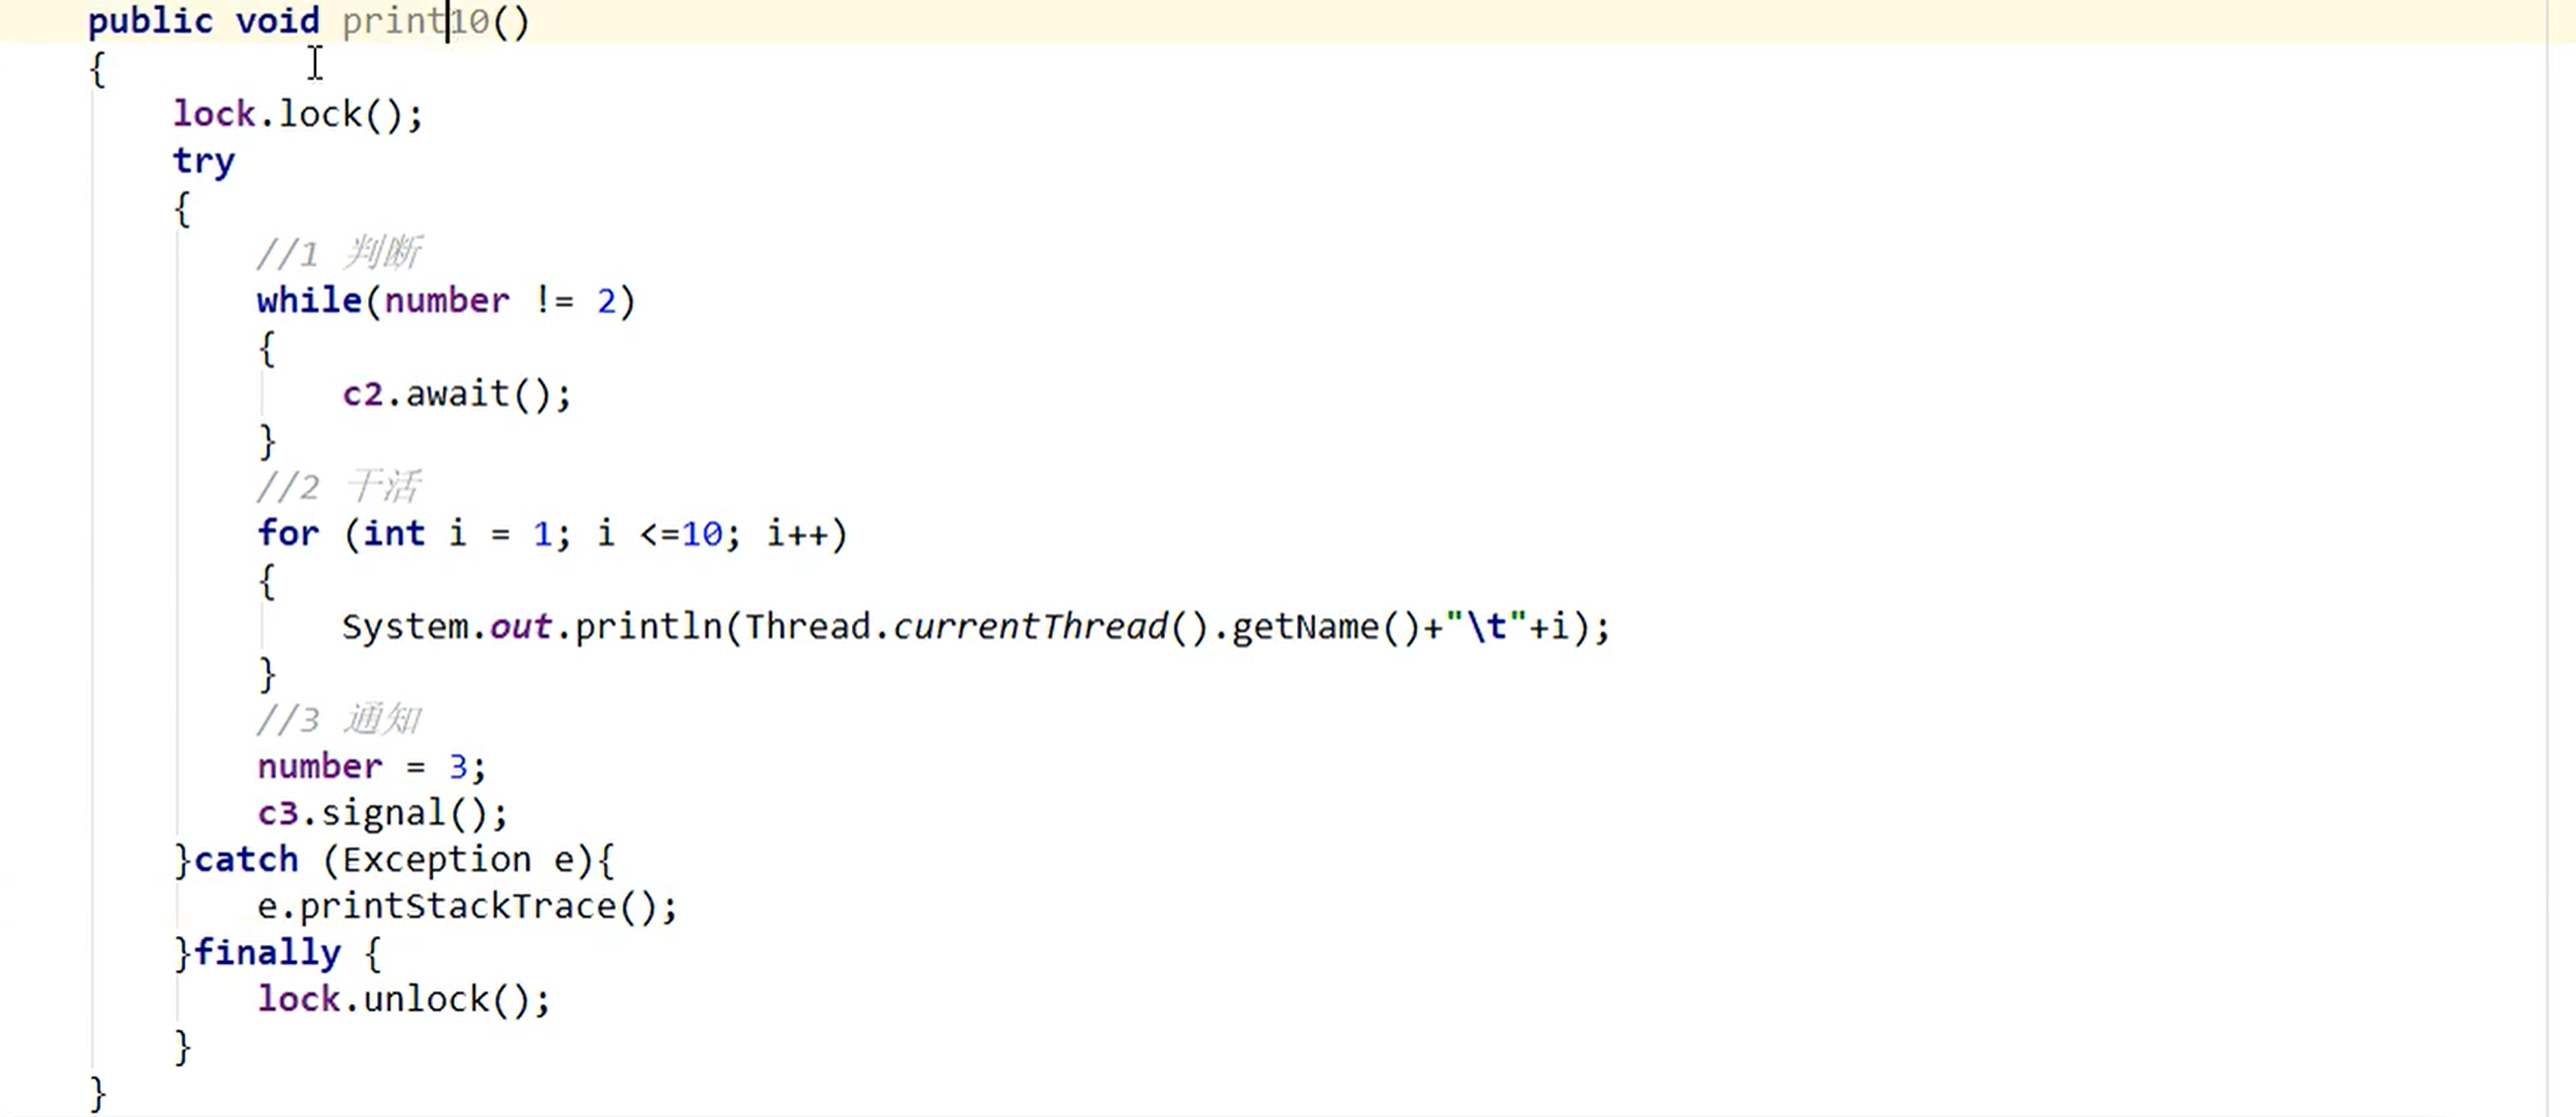 public void print10()
{
lock.lock();
try
{
//1 判断
while(number != 2)
{
c2.await();
}
//2 干活
for (int i = 1; i <=10; i++)
{
System.out.println(Thread.currentThread().getName()+"\t"+i);
}
//3 通知
number = 3;
c3.signal();
}catch (Exception e){
e.printStackTrace();
}finally {
lock.unlock();
}
}